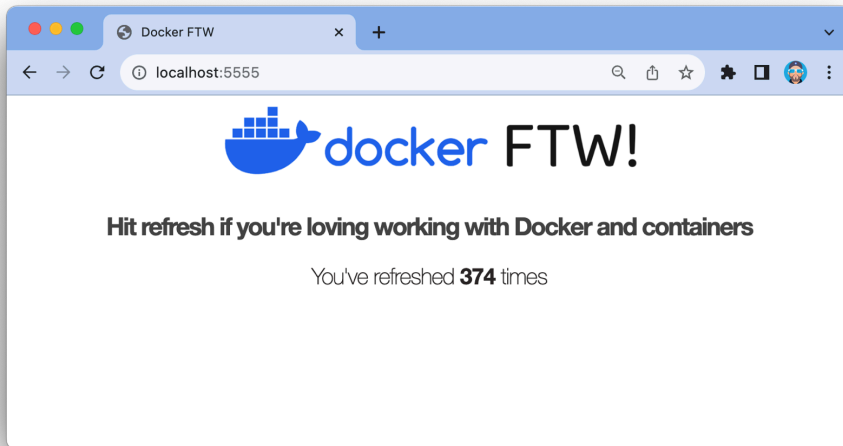 Docker FTW
localhost:5555
docker FTW!
Hit refresh if you're loving working with Docker and containers
You've refreshed 374 times